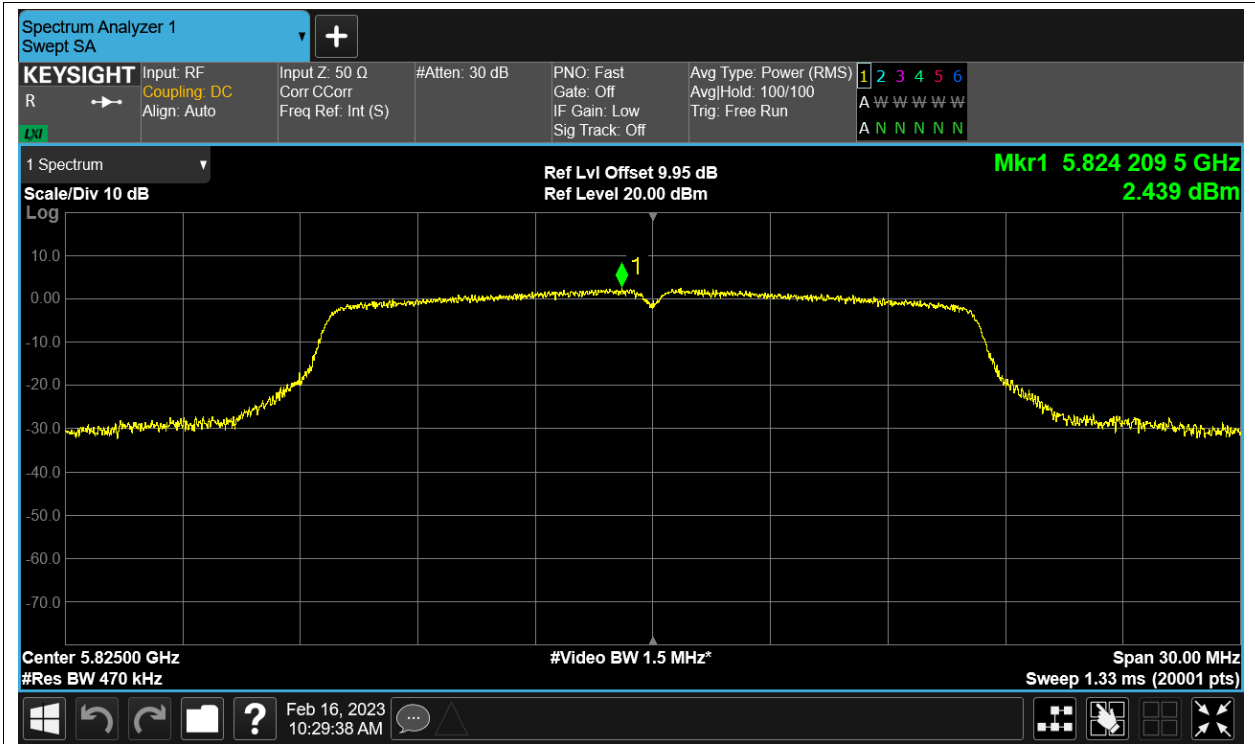 Spectrum Analyzer 1
Swept SA
KEYSIGHT
R
LXI
Input: RF
Coupling: DC
Align: Auto
Input Z: 50 Ω
Corr CCorr
Freq Ref: Int (S)
#Atten: 30 dB
PNO: Fast
Gate: Off
IF Gain: Low
Sig Track: Off
Avg Type: Power (RMS)
Avg|Hold: 100/100
Trig: Free Run
1 2 3 4 5 6
A W W W W W
A N N N N N
1 Spectrum
Scale/Div 10 dB
Log
Ref Lvl Offset 9.95 dB
Ref Level 20.00 dBm
Mkr1 5.824 209 5 GHz
2.439 dBm
1
10.0
0.00
-10.0
-20.0
-30.0
-40.0
-50.0
-60.0
-70.0
Center 5.82500 GHz
#Res BW 470 kHz
#Video BW 1.5 MHz*
Span 30.00 MHz
Sweep 1.33 ms (20001 pts)
?
Feb 16, 2023
10:29:38 AM